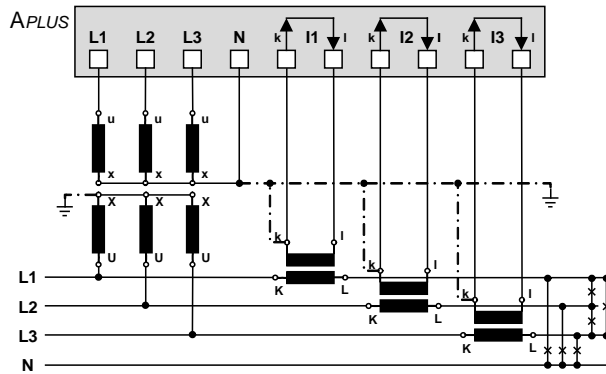 APLUS
L1 L2 L3 N k I1 l k I2 l k I3 l
u u u
x x x
X X X
k l
U U U
k l
L1 K L
k l
L2 K L
L3 K L
N